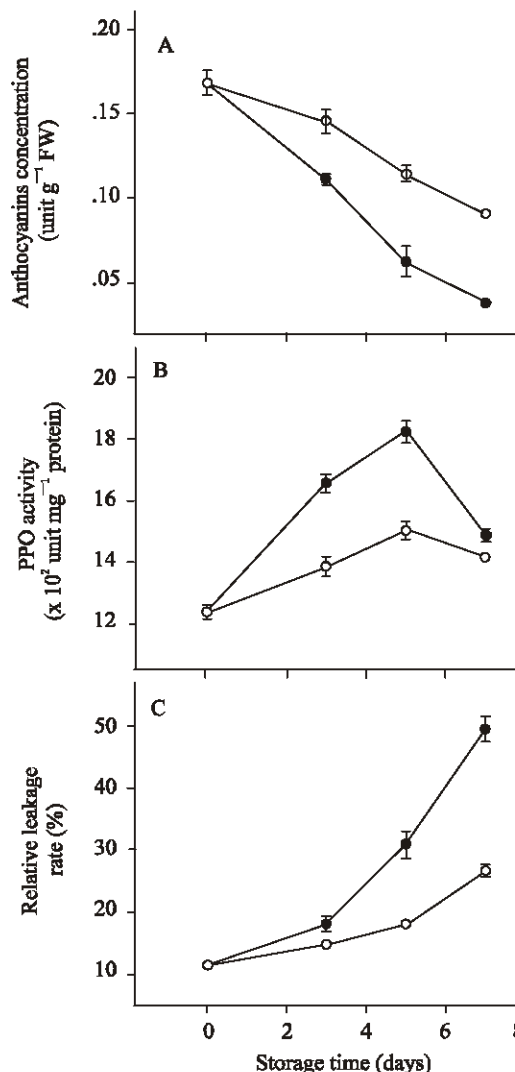 A
Anthocyanins concentration
(unit g⁻¹ FW)
.20
.15
.10
.05
B
PPO activity
(x 10² unit mg⁻¹ protein)
20
18
16
14
12
C
Relative leakage
rate (%)
50
40
30
20
10
0 2 4 6 8
Storage time (days)